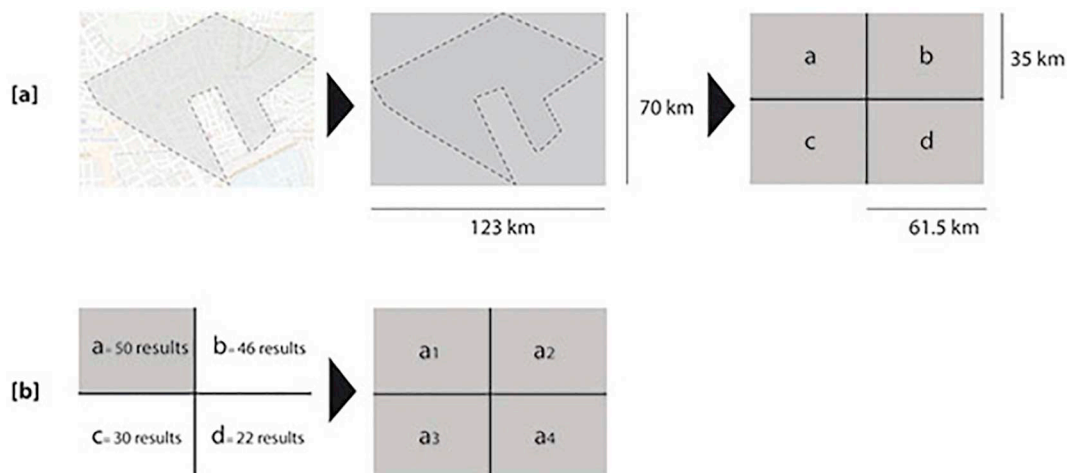 [a]
70 km
123 km
a
b
c
d
35 km
61.5 km
[b]
a= 50 results
b= 46 results
c= 30 results
d= 22 results
a1
a2
a3
a4